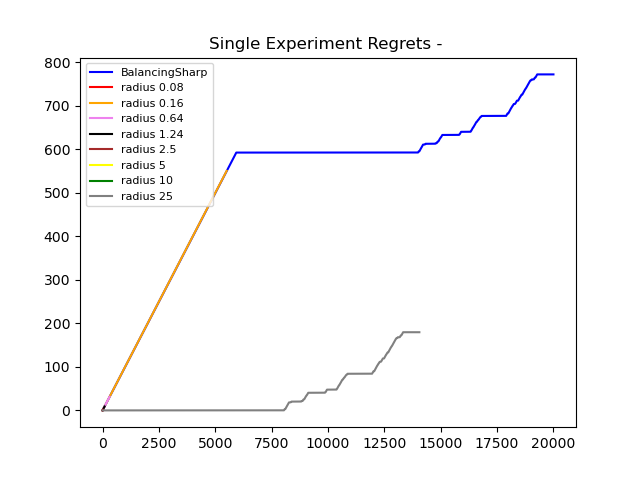 Single Experiment Regrets -
800
700
600
500
400
300
200
100
0
BalancingSharp
radius 0.08
radius 0.16
radius 0.64
radius 1.24
radius 2.5
radius 5
radius 10
radius 25
0 2500 5000 7500 10000 12500 15000 17500 20000